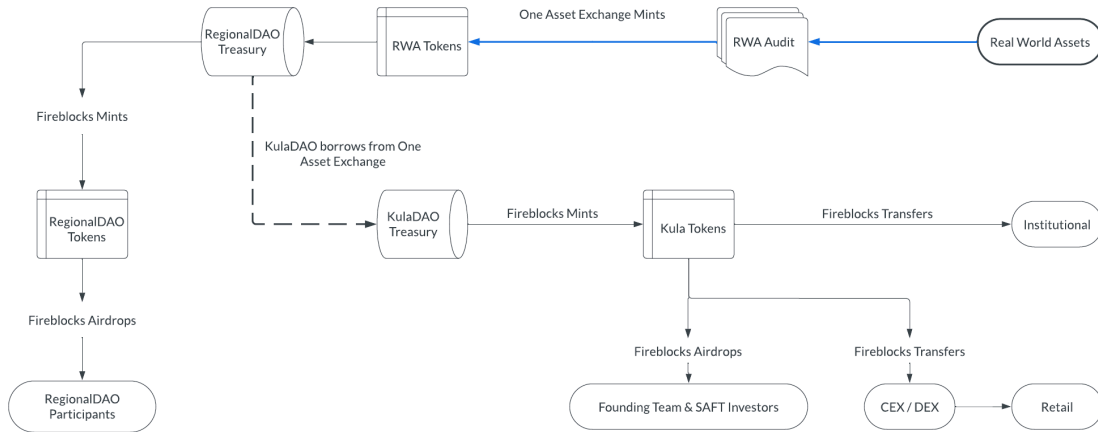 One Asset Exchange Mints
RegionalDAO
Treasury
RWA Tokens
RWA Audit
Real World Assets
Fireblocks Mints
KulaDAO borrows from One
Asset Exchange
RegionalDAO
Tokens
KulaDAO
Treasury
Fireblocks Mints
Kula Tokens
Fireblocks Transfers
Institutional
Fireblocks Airdrops
Fireblocks Airdrops
Fireblocks Transfers
RegionalDAO
Participants
Founding Team & SAFT Investors
CEX / DEX
Retail